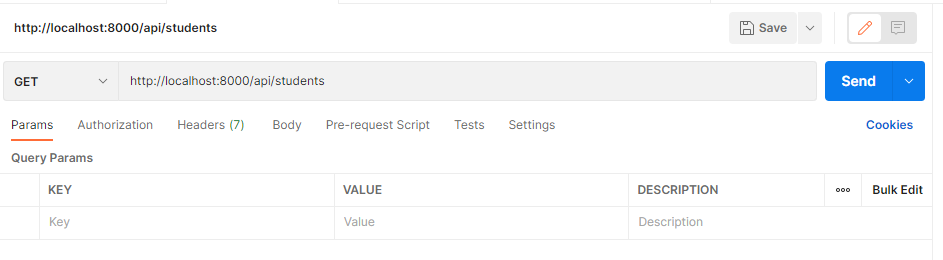 http://localhost:8000/api/students Save
GET http://localhost:8000/api/students Send
Params Authorization Headers (7) Body Pre-request Script Tests Settings Cookies
Query Params
KEY VALUE DESCRIPTION Bulk Edit
Key Value Description